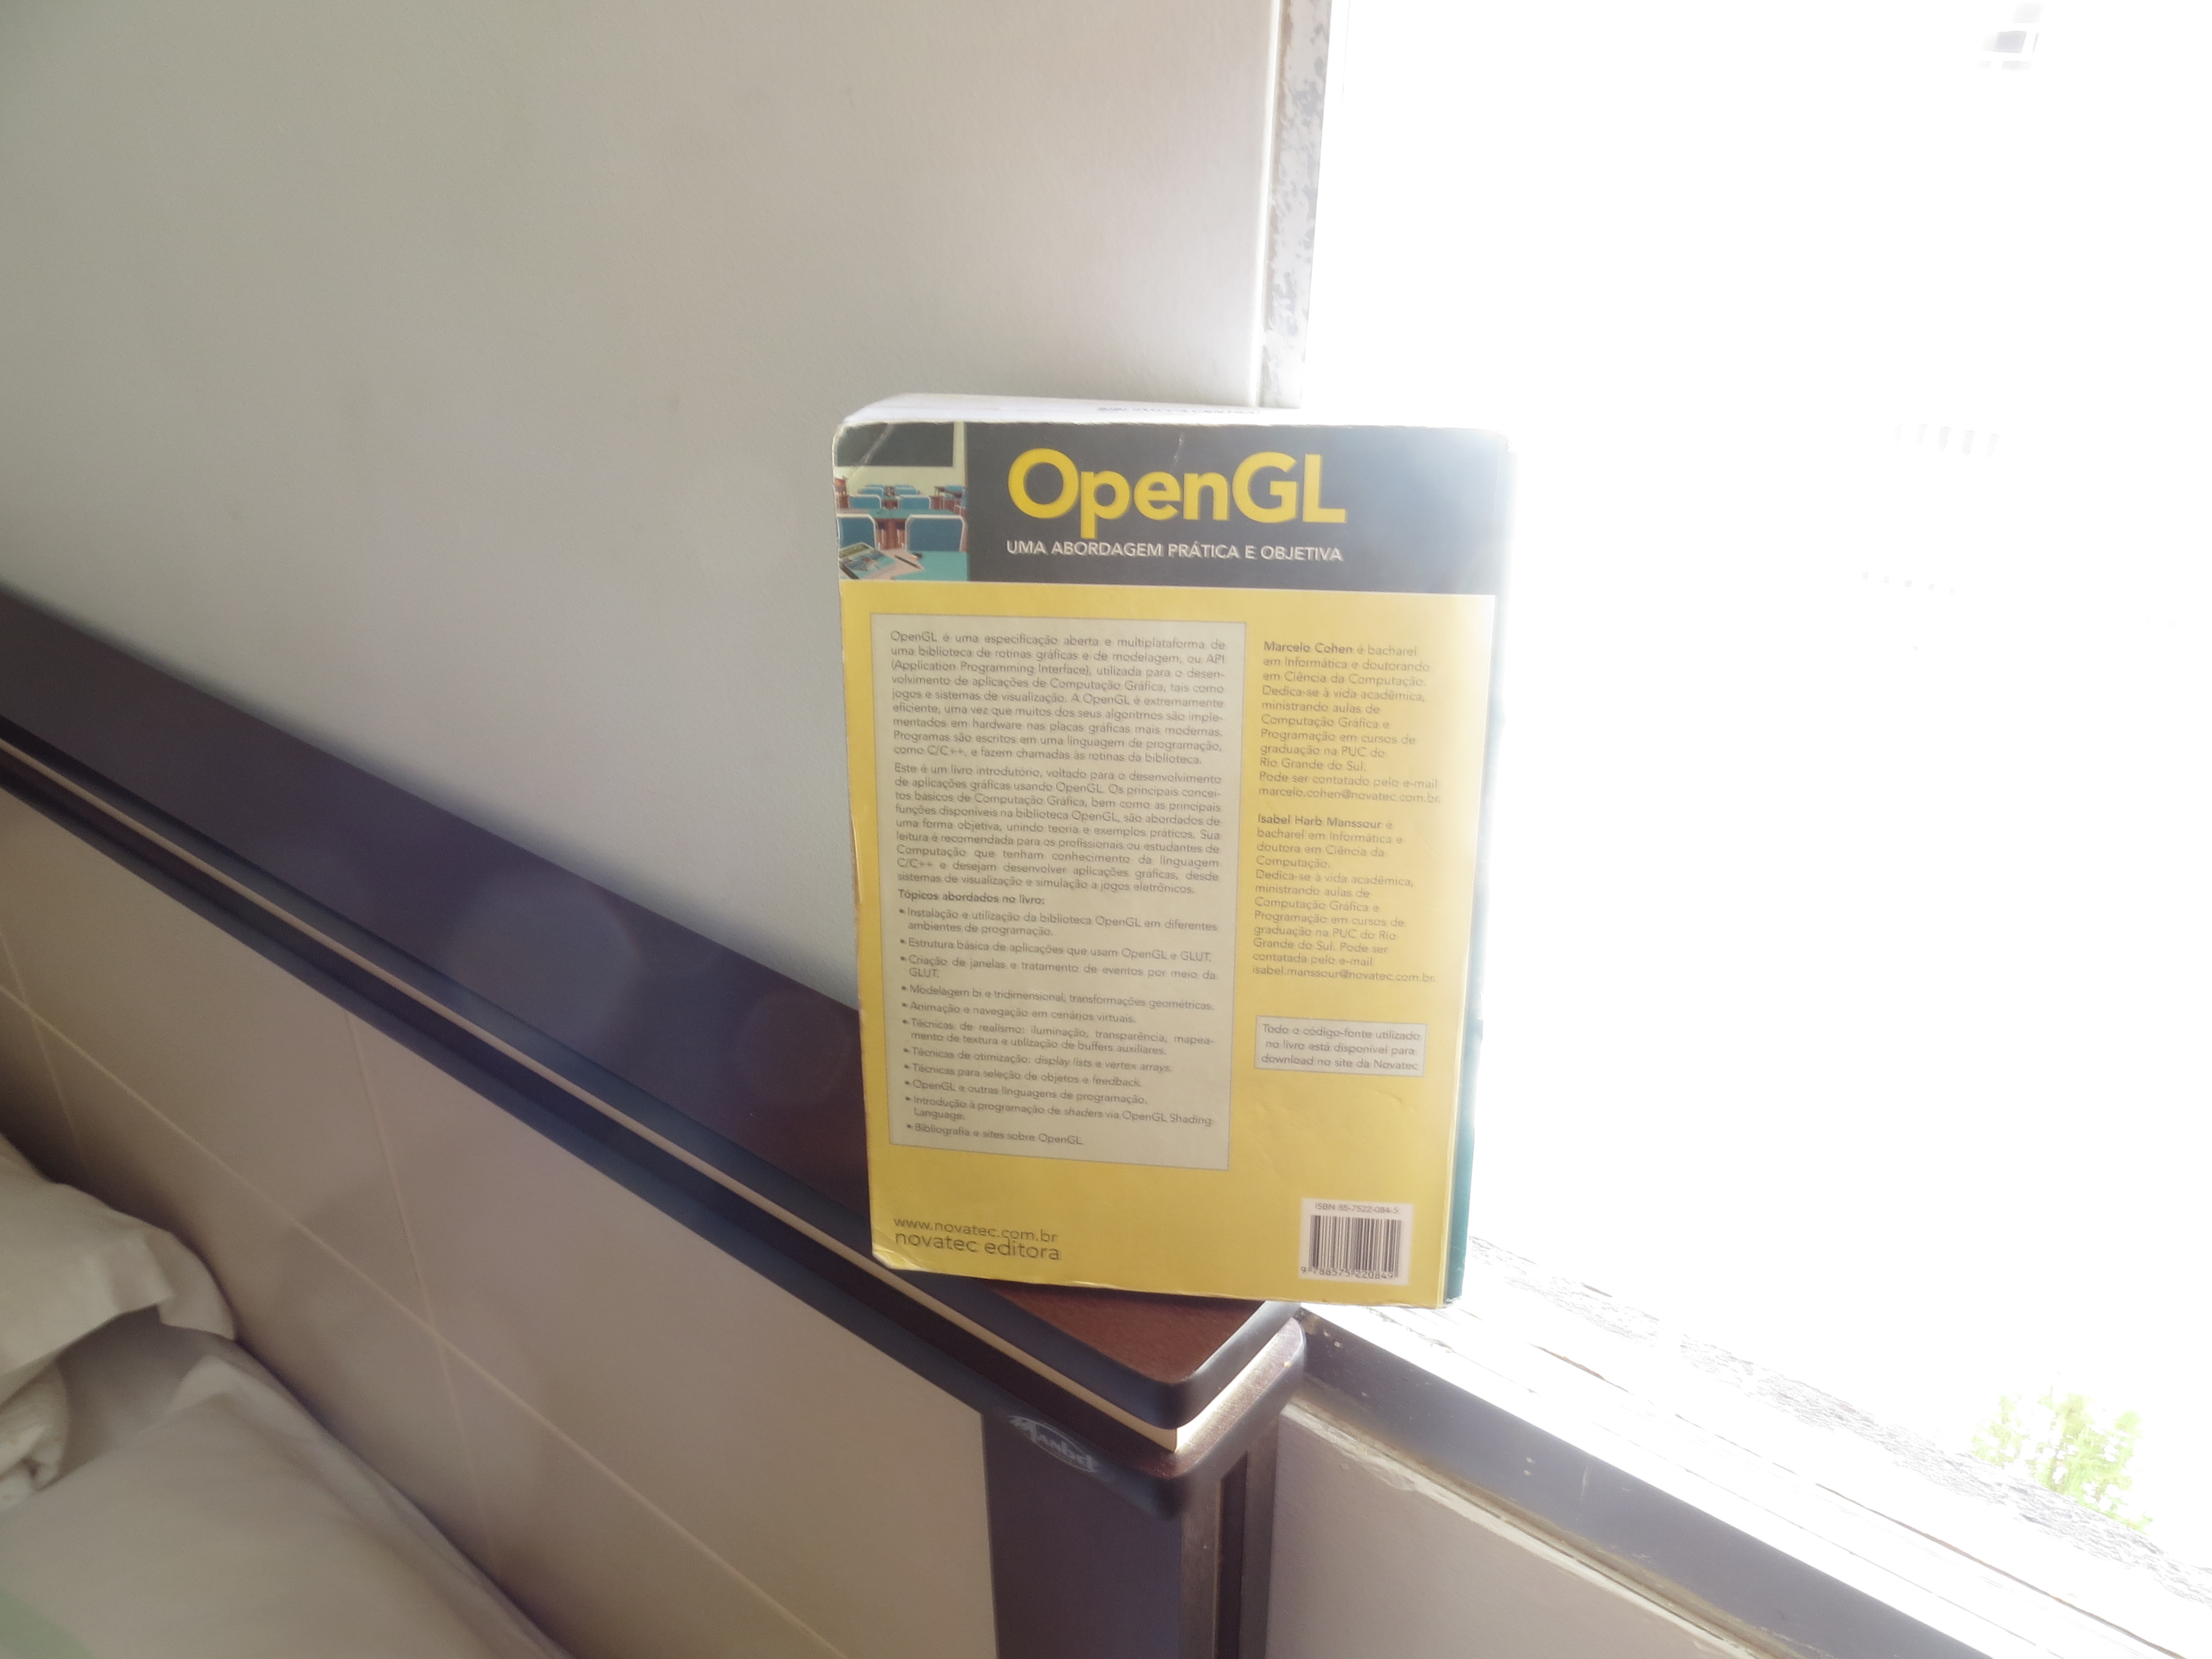 OpenGL
UMA ABORDAGEM PRÁTICA E OBJETIVA
OpenGL é uma especificação aberta e multiplataforma de
uma biblioteca de rotinas gráficas e de modelagem, ou API
(Application Programming Interface), utilizada para o desen-
volvimento de aplicações de Computação Gráfica, tais como
jogos e sistemas de visualização. A OpenGL é extremamente
eficiente, uma vez que muitos dos seus algoritmos são imple-
mentados em hardware nas placas gráficas mais modernas.
Programas são escritos em uma linguagem de programação,
como C/C++, e fazem chamadas às rotinas da biblioteca.
Este é um livro introdutório, voltado para o desenvolvimento
de aplicações gráficas usando OpenGL. Os principais concei-
tos básicos de Computação Gráfica, bem como as principais
funções disponíveis na biblioteca OpenGL, são abordados de
uma forma objetiva, unindo teoria e exemplos práticos. Sua
leitura é recomendada para os profissionais ou estudantes de
Computação que tenham conhecimento da linguagem
C/C++ e desejam desenvolver aplicações gráficas, desde
sistemas de visualização e simulação a jogos eletrônicos.
Tópicos abordados no livro:
• Instalação e utilização da biblioteca OpenGL em diferentes
ambientes de programação.
• Estrutura básica de aplicações que usam OpenGL e GLUT.
• Criação de janelas e tratamento de eventos por meio da
GLUT.
• Modelagem bi e tridimensional, transformações geométricas.
• Animação e navegação em cenários virtuais.
• Técnicas de realismo: iluminação, transparência, mapea-
mento de textura e utilização de buffers auxiliares.
• Técnicas de otimização: display lists e vertex arrays.
• Técnicas para seleção de objetos e feedback.
• OpenGL e outras linguagens de programação.
• Introdução à programação de shaders via OpenGL Shading
Language.
• Bibliografia e sites sobre OpenGL.
Marcelo Cohen é bacharel
em Informática e doutorando
em Ciência da Computação.
Dedica-se à vida acadêmica,
ministrando aulas de
Computação Gráfica e
Programação em cursos de
graduação na PUC do
Rio Grande do Sul.
Pode ser contatado pelo e-mail
marcelo.cohen@novatec.com.br.
Isabel Harb Manssour é
bacharel em Informática e
doutora em Ciência da
Computação.
Dedica-se à vida acadêmica,
ministrando aulas de
Computação Gráfica e
Programação em cursos de
graduação na PUC do Rio
Grande do Sul. Pode ser
contatada pelo e-mail
isabel.manssour@novatec.com.br.
Todo o código-fonte utilizado
no livro está disponível para
download no site da Novatec
www.novatec.com.br
novatec editora
ISBN 85-7522-084-5
9 788575 220849